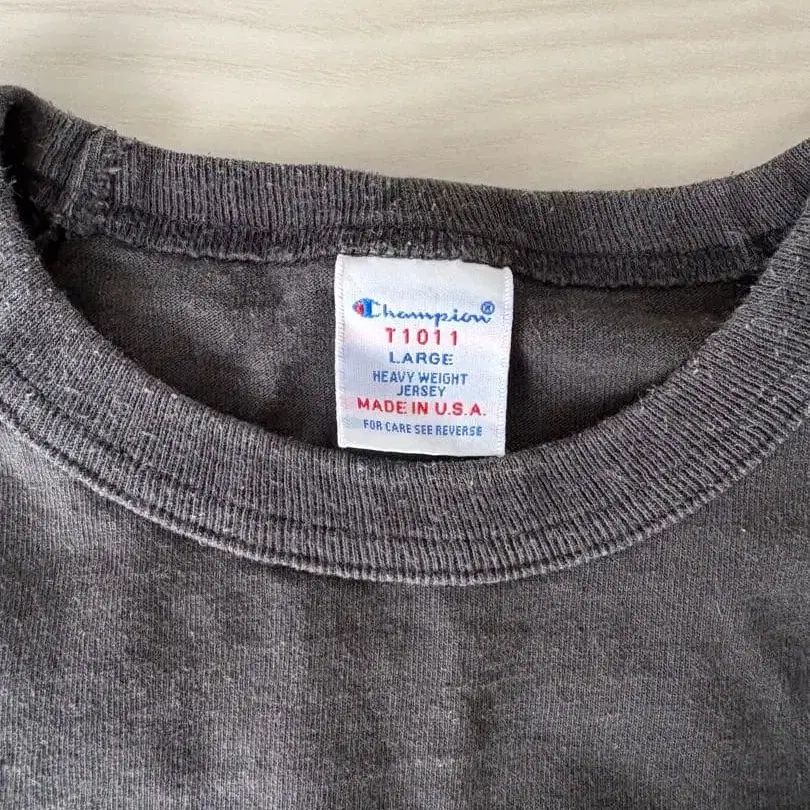 Champion®
T1011
LARGE
HEAVY WEIGHT
JERSEY
MADE IN U.S.A.
FOR CARE SEE REVERSE